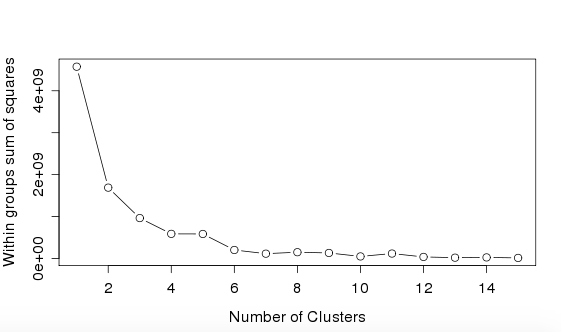 Within groups sum of squares
4e+09
2e+09
0e+00
2 4 6 8 10 12 14
Number of Clusters